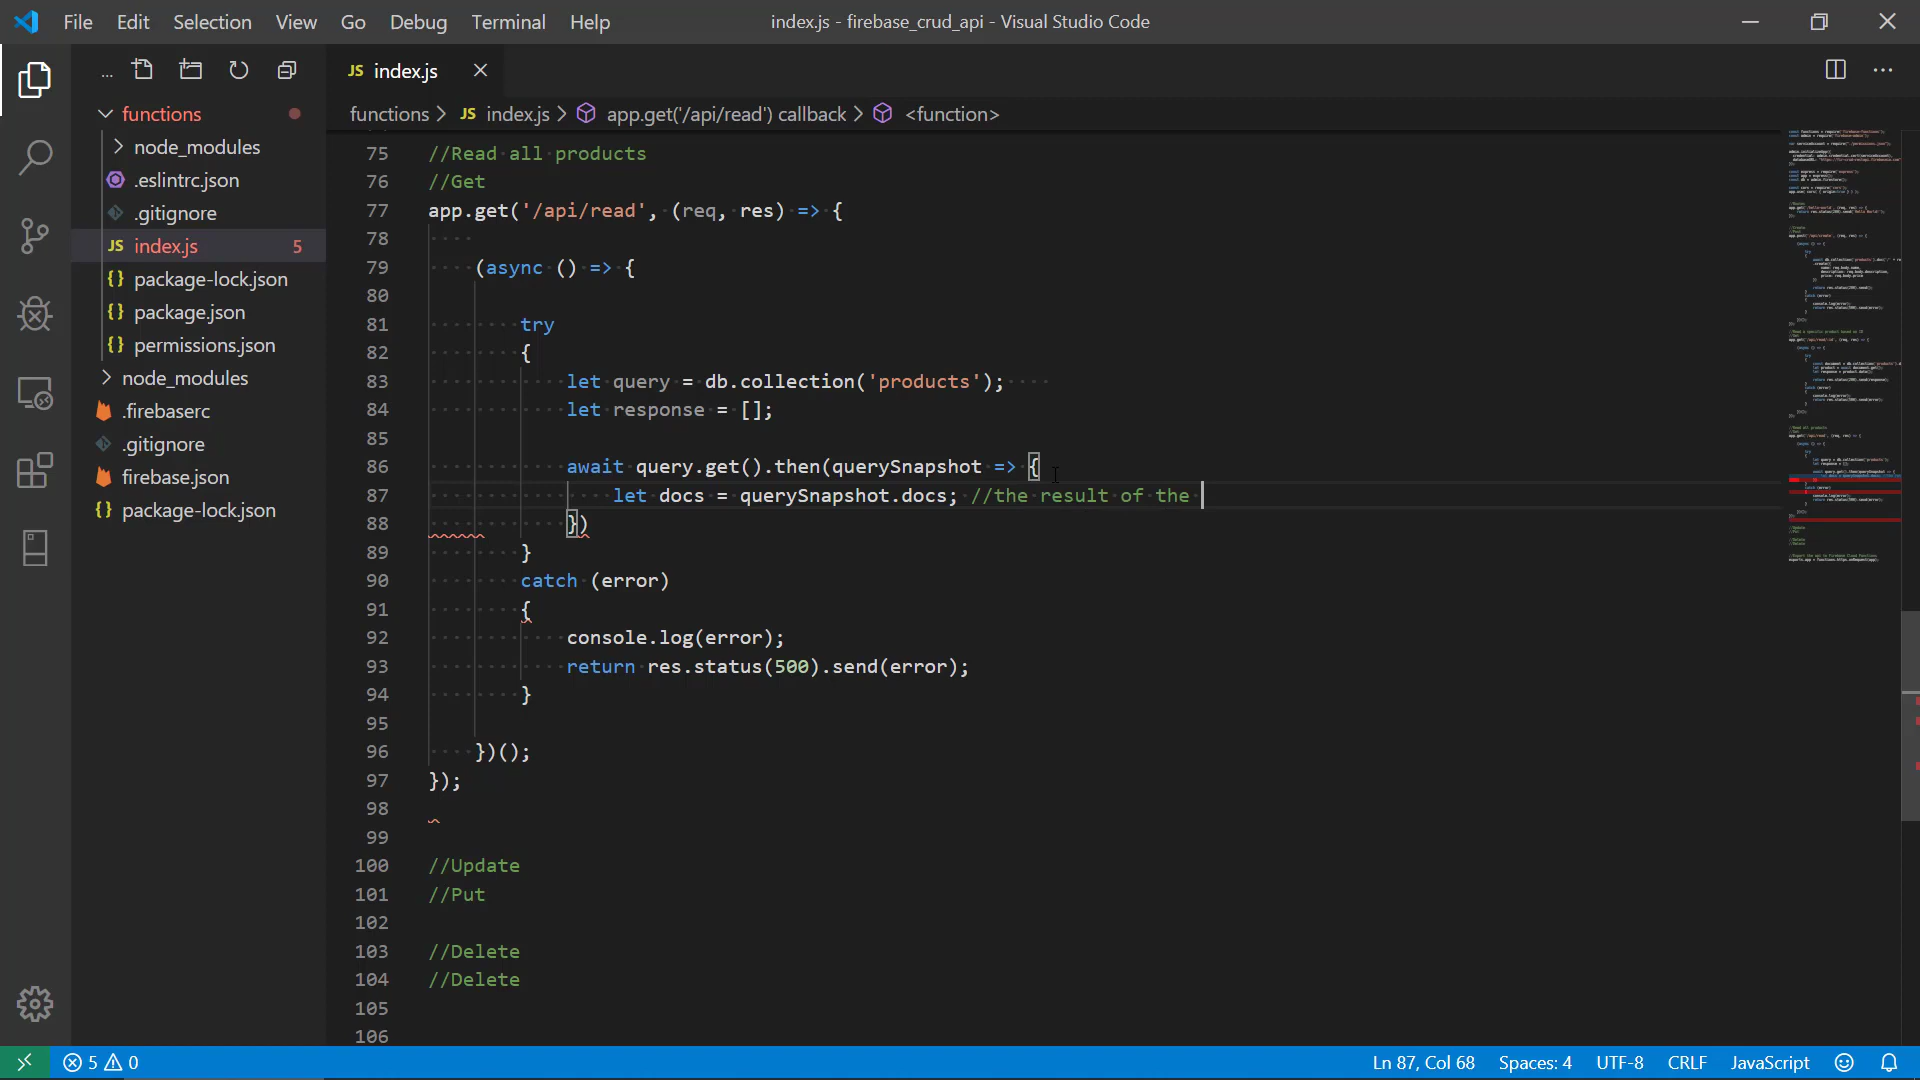 File Edit Selection View Go Debug Terminal Help
index.js - firebase_crud_api - Visual Studio Code
...
functions
node_modules
.eslintrc.json
.gitignore
JS index.js 5
{} package-lock.json
{} package.json
{} permissions.json
node_modules
.firebaserc
.gitignore
firebase.json
{} package-lock.json
JS index.js
functions > JS index.js > app.get('/api/read') callback > <function>
75 //Read all products
76 //Get
77 app.get('/api/read', (req, res) => {
78
79 (async () => {
80
81 try
82 {
83 let query = db.collection('products');
84 let response = [];
85
86 await query.get().then(querySnapshot => {
87 let docs = querySnapshot.docs; //the result of the
88 })
89 }
90 catch (error)
91 {
92 console.log(error);
93 return res.status(500).send(error);
94 }
95
96 })();
97 });
98
99
100 //Update
101 //Put
102
103 //Delete
104 //Delete
105
106
5 0
Ln 87, Col 68 Spaces: 4 UTF-8 CRLF JavaScript